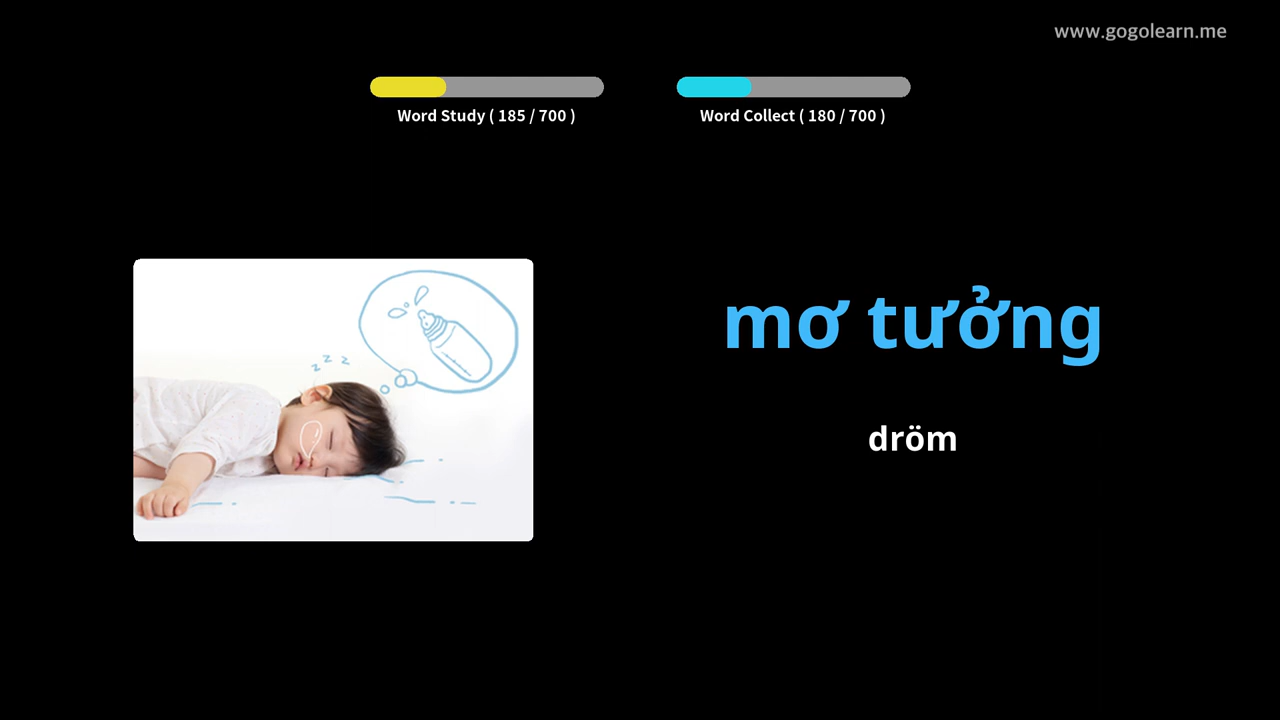 www.gogolearn.me
Word Study ( 185 / 700 )
Word Collect ( 180 / 700 )
z z z
mơ tưởng
dröm